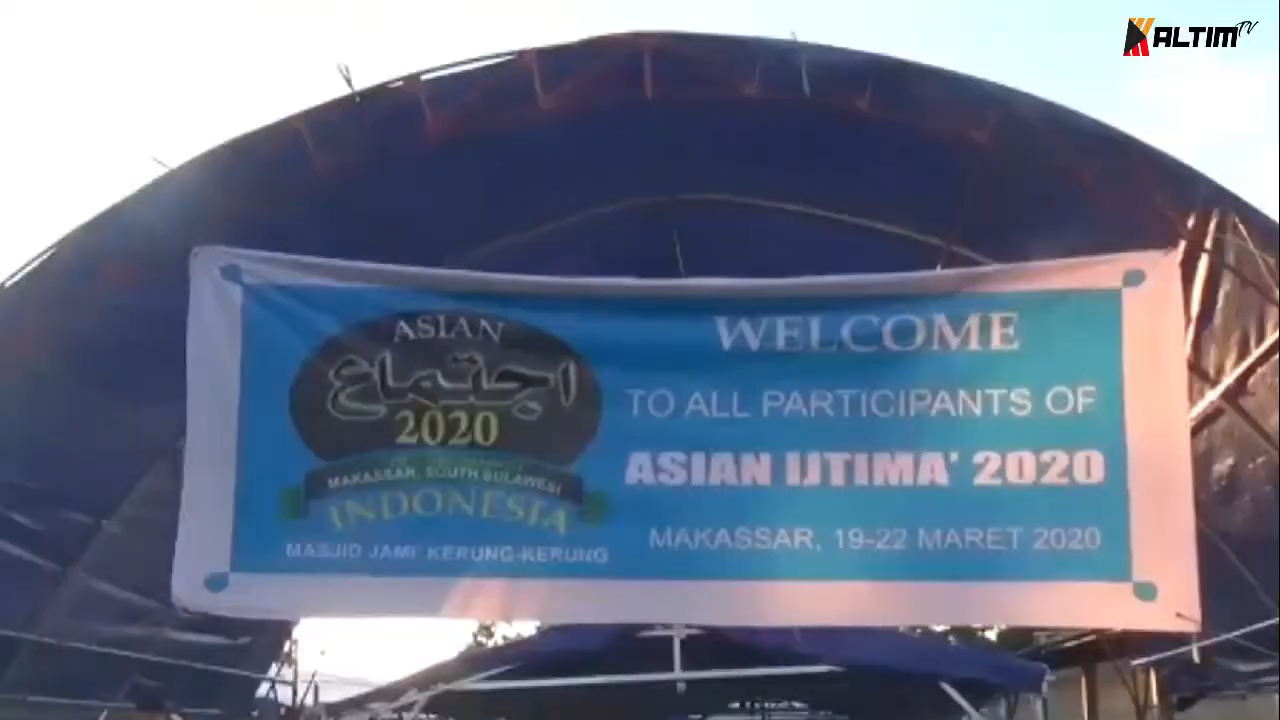 KALTIM TV
ASIAN
اجتماع
2020
MAKASSAR, SOUTH SULAWESI
INDONESIA
MASJID JAMI' KERUNG-KERUNG
WELCOME
TO ALL PARTICIPANTS OF
ASIAN IJTIMA' 2020
MAKASSAR, 19-22 MARET 2020